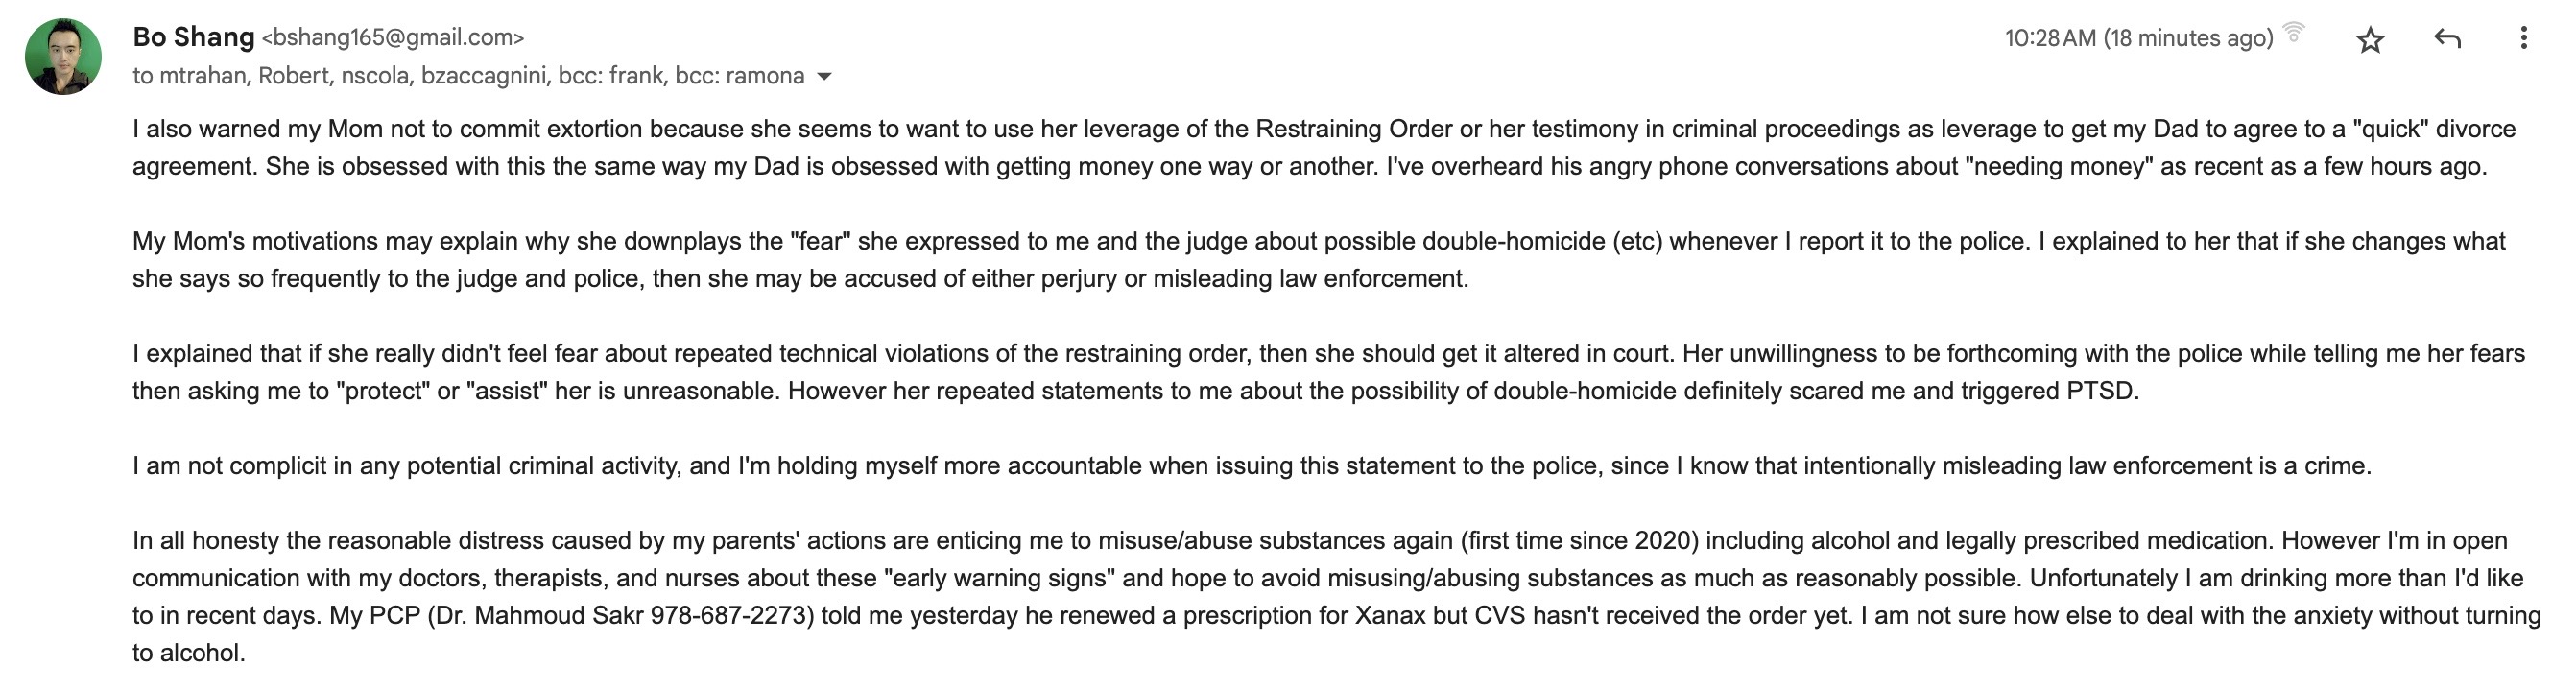 Bo Shang <bshang165@gmail.com>
10:28 AM (18 minutes ago)
to mtrahan, Robert, nscola, bzaccagnini, bcc: frank, bcc: ramona
I also warned my Mom not to commit extortion because she seems to want to use her leverage of the Restraining Order or her testimony in criminal proceedings as leverage to get my Dad to agree to a "quick" divorce
agreement. She is obsessed with this the same way my Dad is obsessed with getting money one way or another. I've overheard his angry phone conversations about "needing money" as recent as a few hours ago.
My Mom's motivations may explain why she downplays the "fear" she expressed to me and the judge about possible double-homicide (etc) whenever I report it to the police. I explained to her that if she changes what
she says so frequently to the judge and police, then she may be accused of either perjury or misleading law enforcement.
I explained that if she really didn't feel fear about repeated technical violations of the restraining order, then she should get it altered in court. Her unwillingness to be forthcoming with the police while telling me her fears
then asking me to "protect" or "assist" her is unreasonable. However her repeated statements to me about the possibility of double-homicide definitely scared me and triggered PTSD.
I am not complicit in any potential criminal activity, and I'm holding myself more accountable when issuing this statement to the police, since I know that intentionally misleading law enforcement is a crime.
In all honesty the reasonable distress caused by my parents' actions are enticing me to misuse/abuse substances again (first time since 2020) including alcohol and legally prescribed medication. However I'm in open
communication with my doctors, therapists, and nurses about these "early warning signs" and hope to avoid misusing/abusing substances as much as reasonably possible. Unfortunately I am drinking more than I'd like
to in recent days. My PCP (Dr. Mahmoud Sakr 978-687-2273) told me yesterday he renewed a prescription for Xanax but CVS hasn't received the order yet. I am not sure how else to deal with the anxiety without turning
to alcohol.